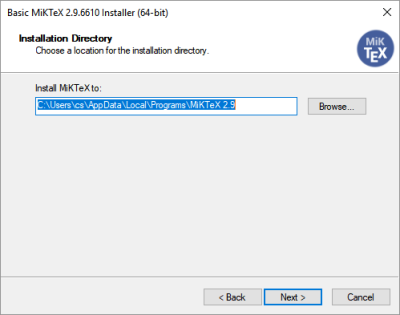 Basic MiKTeX 2.9.6610 Installer (64-bit)
Installation Directory
Choose a location for the installation directory.
MiK
TEX
Install MiKTeX to:
C:\Users\cs\AppData\Local\Programs\MiKTeX 2.9
Browse...
< Back
Next >
Cancel